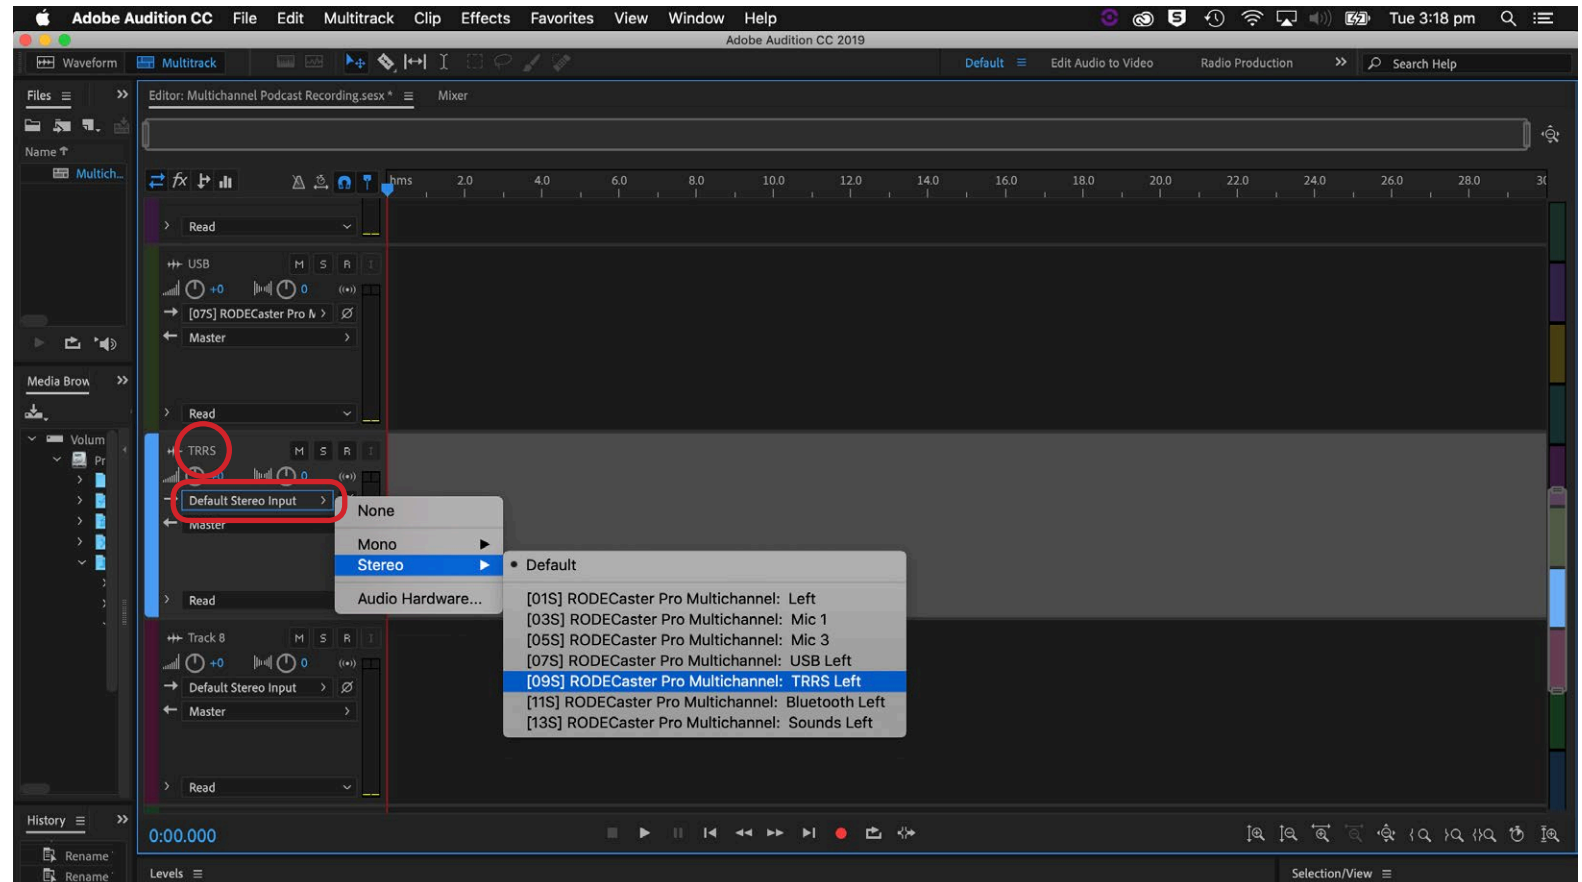 Adobe Audition CC File Edit Multitrack Clip Effects Favorites View Window Help Tue 3:18 pm
Adobe Audition CC 2019
Waveform Multitrack Default Edit Audio to Video Radio Production Search Help
Files Editor: Multichannel Podcast Recording.sesx * Mixer
Name
Multich...
hms 2.0 4.0 6.0 8.0 10.0 12.0 14.0 16.0 18.0 20.0 22.0 24.0 26.0 28.0 30
Read
USB M S R I
+0 0
[07S] RODECaster Pro M
Master
Media Brow
Read
Volum
TRRS M S R I
Pr +0 0
Default Stereo Input
None
Master
Mono
Stereo Default
Audio Hardware...
Read
[01S] RODECaster Pro Multichannel: Left
[03S] RODECaster Pro Multichannel: Mic 1
[05S] RODECaster Pro Multichannel: Mic 3
[07S] RODECaster Pro Multichannel: USB Left
[09S] RODECaster Pro Multichannel: TRRS Left
[11S] RODECaster Pro Multichannel: Bluetooth Left
[13S] RODECaster Pro Multichannel: Sounds Left
Track 8 M S R I
+0 0
Default Stereo Input
Master
Read
History
0:00.000
Rename
Rename
Levels Selection/View